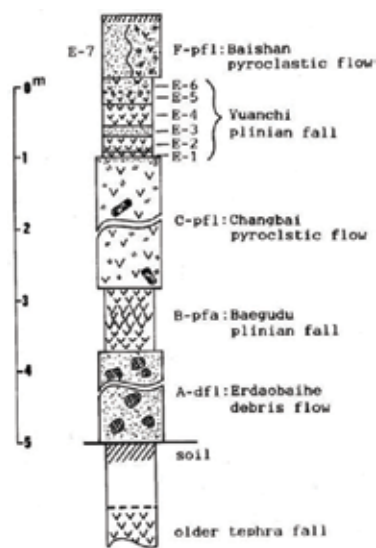 E-7
F-pfl: Baishan
pyroclastic flow
0m
E-6
E-5
E-4
E-3
E-2
E-1
Yuanchi
plinian fall
1
2
C-pfl: Changbai
pyroclstic flow
3
B-pfa: Baegudu
plinian fall
4
A-dfl: Erdaobaihe
debris flow
5
soil
older tephra fall